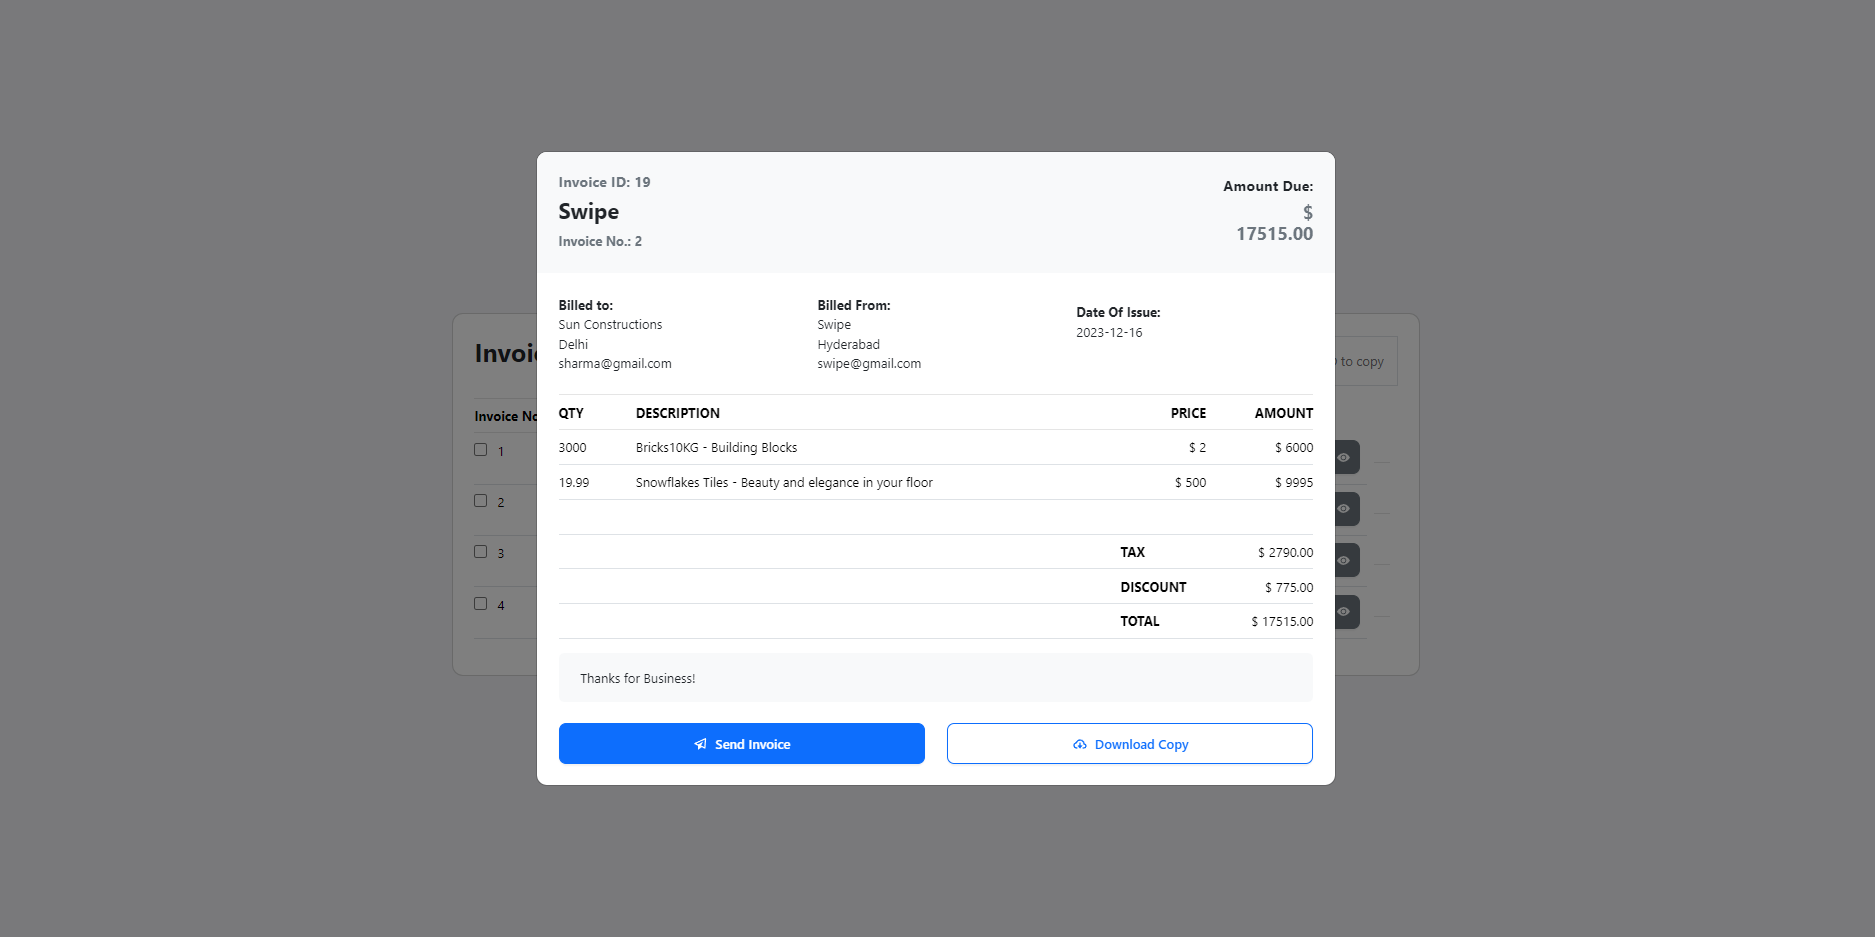 Invoice ID: 19
Swipe
Invoice No.: 2
Amount Due:
$
17515.00
Billed to:
Sun Constructions
Delhi
sharma@gmail.com
Billed From:
Swipe
Hyderabad
swipe@gmail.com
Date Of Issue:
2023-12-16
QTY DESCRIPTION PRICE AMOUNT
3000 Bricks10KG - Building Blocks $ 2 $ 6000
19.99 Snowflakes Tiles - Beauty and elegance in your floor $ 500 $ 9995
TAX $ 2790.00
DISCOUNT $ 775.00
TOTAL $ 17515.00
Thanks for Business!
Send Invoice
Download Copy
to copy
1
2
3
4